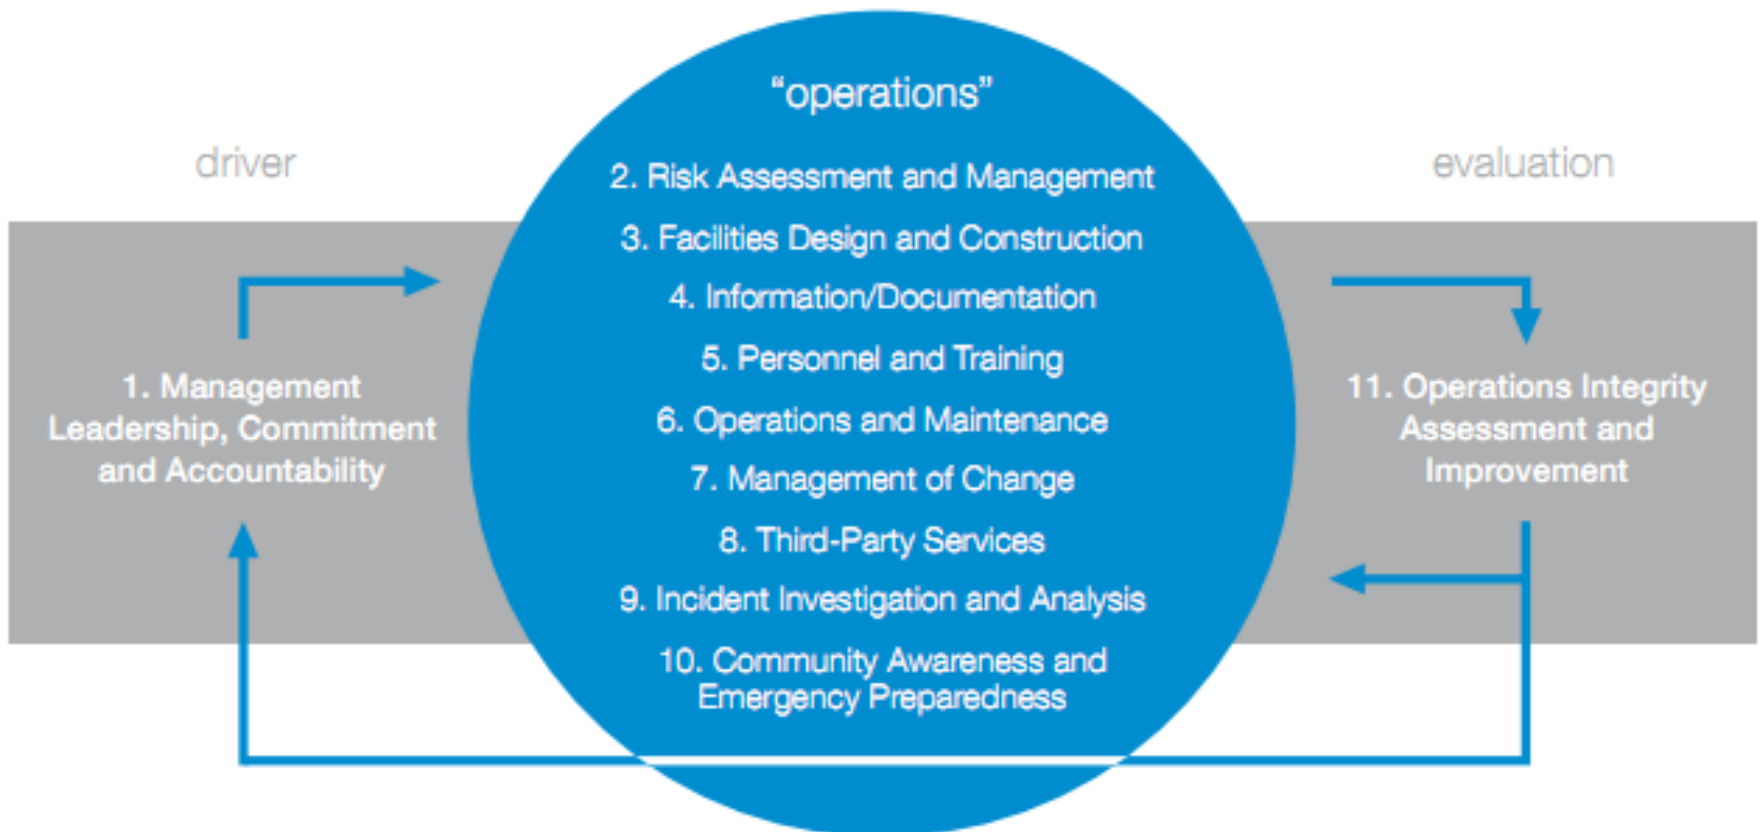 driver
1. Management
Leadership, Commitment
and Accountability
“operations”
2. Risk Assessment and Management
3. Facilities Design and Construction
4. Information/Documentation
5. Personnel and Training
6. Operations and Maintenance
7. Management of Change
8. Third-Party Services
9. Incident Investigation and Analysis
10. Community Awareness and
Emergency Preparedness
evaluation
11. Operations Integrity
Assessment and
Improvement